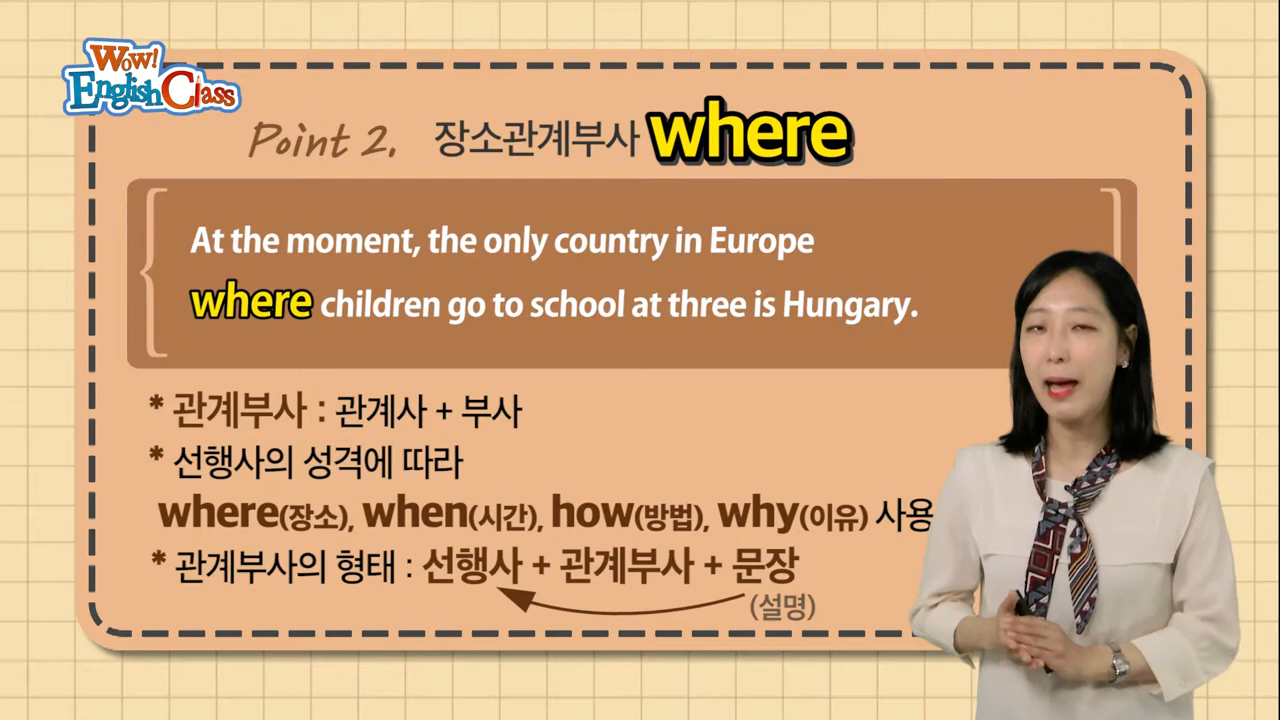 Wow!
English Class
Point 2. 장소관계부사 where
At the moment, the only country in Europe
where children go to school at three is Hungary.
* 관계부사 : 관계사 + 부사
* 선행사의 성격에 따라
where(장소), when(시간), how(방법), why(이유) 사용
* 관계부사의 형태 : 선행사 + 관계부사 + 문장
(설명)